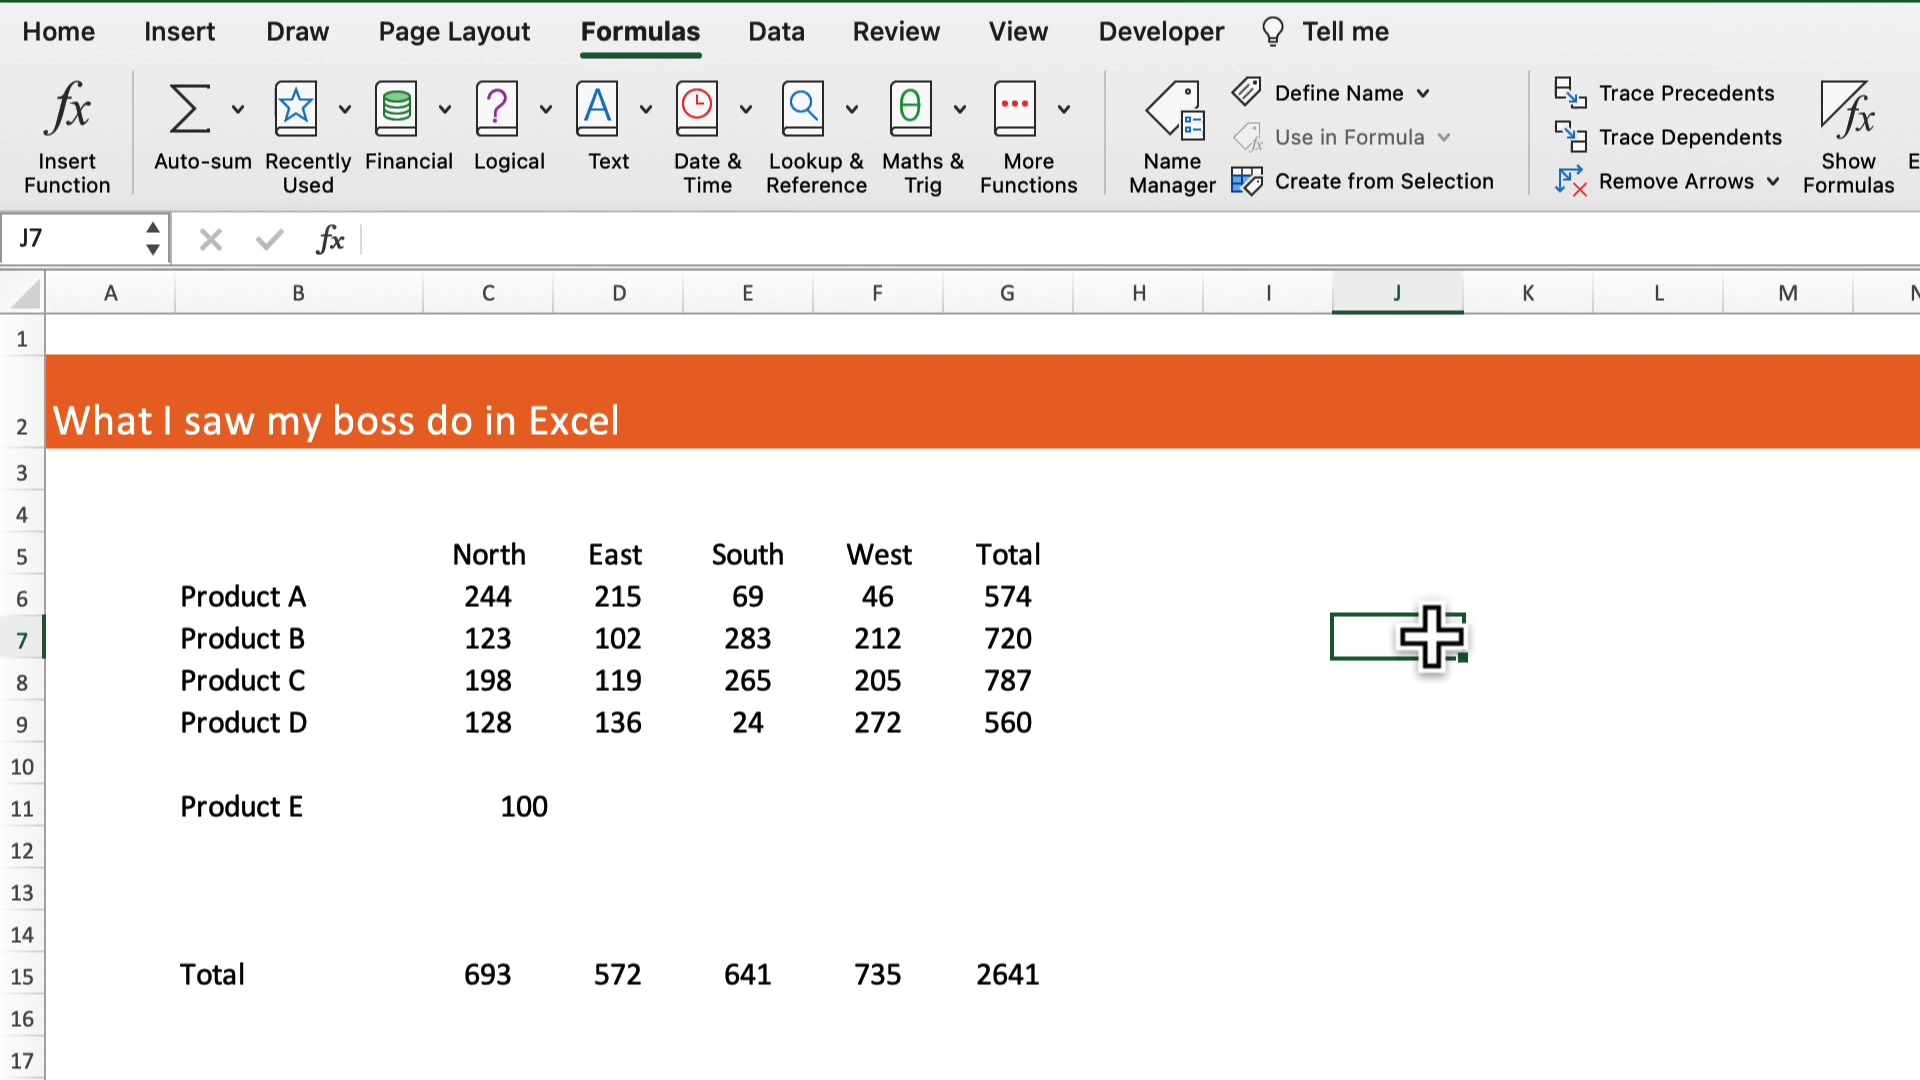 Home Insert Draw Page Layout Formulas Data Review View Developer Tell me
fx
Insert Function
Auto-sum
Recently Used
Financial
?
Logical
A
Text
Date & Time
Lookup & Reference
θ
Maths & Trig
More Functions
Name Manager
Define Name
fx
Use in Formula
Create from Selection
Trace Precedents
Trace Dependents
Remove Arrows
fx
Show Formulas
E
J7 fx
A B C D E F G H I J K L M N
1
2 What I saw my boss do in Excel
3
4
5 North East South West Total
6 Product A 244 215 69 46 574
7 Product B 123 102 283 212 720
8 Product C 198 119 265 205 787
9 Product D 128 136 24 272 560
10
11 Product E 100
12
13
14
15 Total 693 572 641 735 2641
16
17